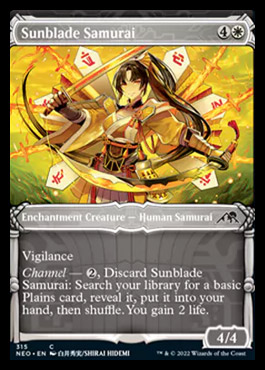 Sunblade Samurai 4
Enchantment Creature — Human Samurai
Vigilance
Channel — 2, Discard Sunblade
Samurai: Search your library for a basic
Plains card, reveal it, put it into your
hand, then shuffle. You gain 2 life.
4/4
315 C
NEO • EN 白井秀実/SHIRAI HIDEMI
™ & © 2022 Wizards of the Coast